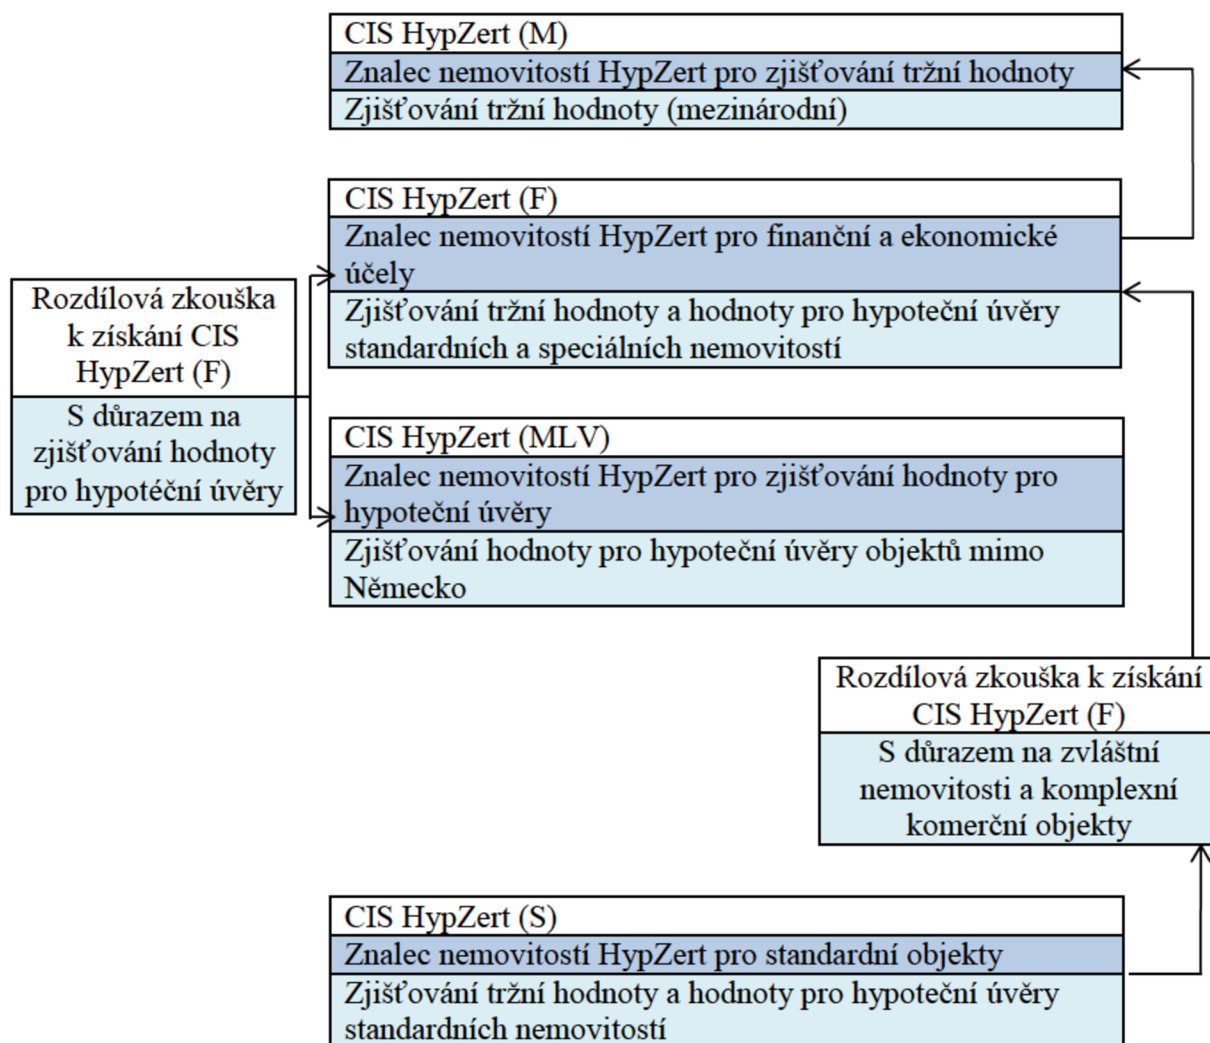 CIS HypZert (M)
Znalec nemovitostí HypZert pro zjišťování tržní hodnoty
Zjišťování tržní hodnoty (mezinárodní)
CIS HypZert (F)
Znalec nemovitostí HypZert pro finanční a ekonomické
účely
Zjišťování tržní hodnoty a hodnoty pro hypoteční úvěry
standardních a speciálních nemovitostí
Rozdílová zkouška
k získání CIS
HypZert (F)
S důrazem na
zjišťování hodnoty
pro hypotéční úvěry
CIS HypZert (MLV)
Znalec nemovitostí HypZert pro zjišťování hodnoty pro
hypoteční úvěry
Zjišťování hodnoty pro hypoteční úvěry objektů mimo
Německo
Rozdílová zkouška k získání
CIS HypZert (F)
S důrazem na zvláštní
nemovitosti a komplexní
komerční objekty
CIS HypZert (S)
Znalec nemovitostí HypZert pro standardní objekty
Zjišťování tržní hodnoty a hodnoty pro hypoteční úvěry
standardních nemovitostí